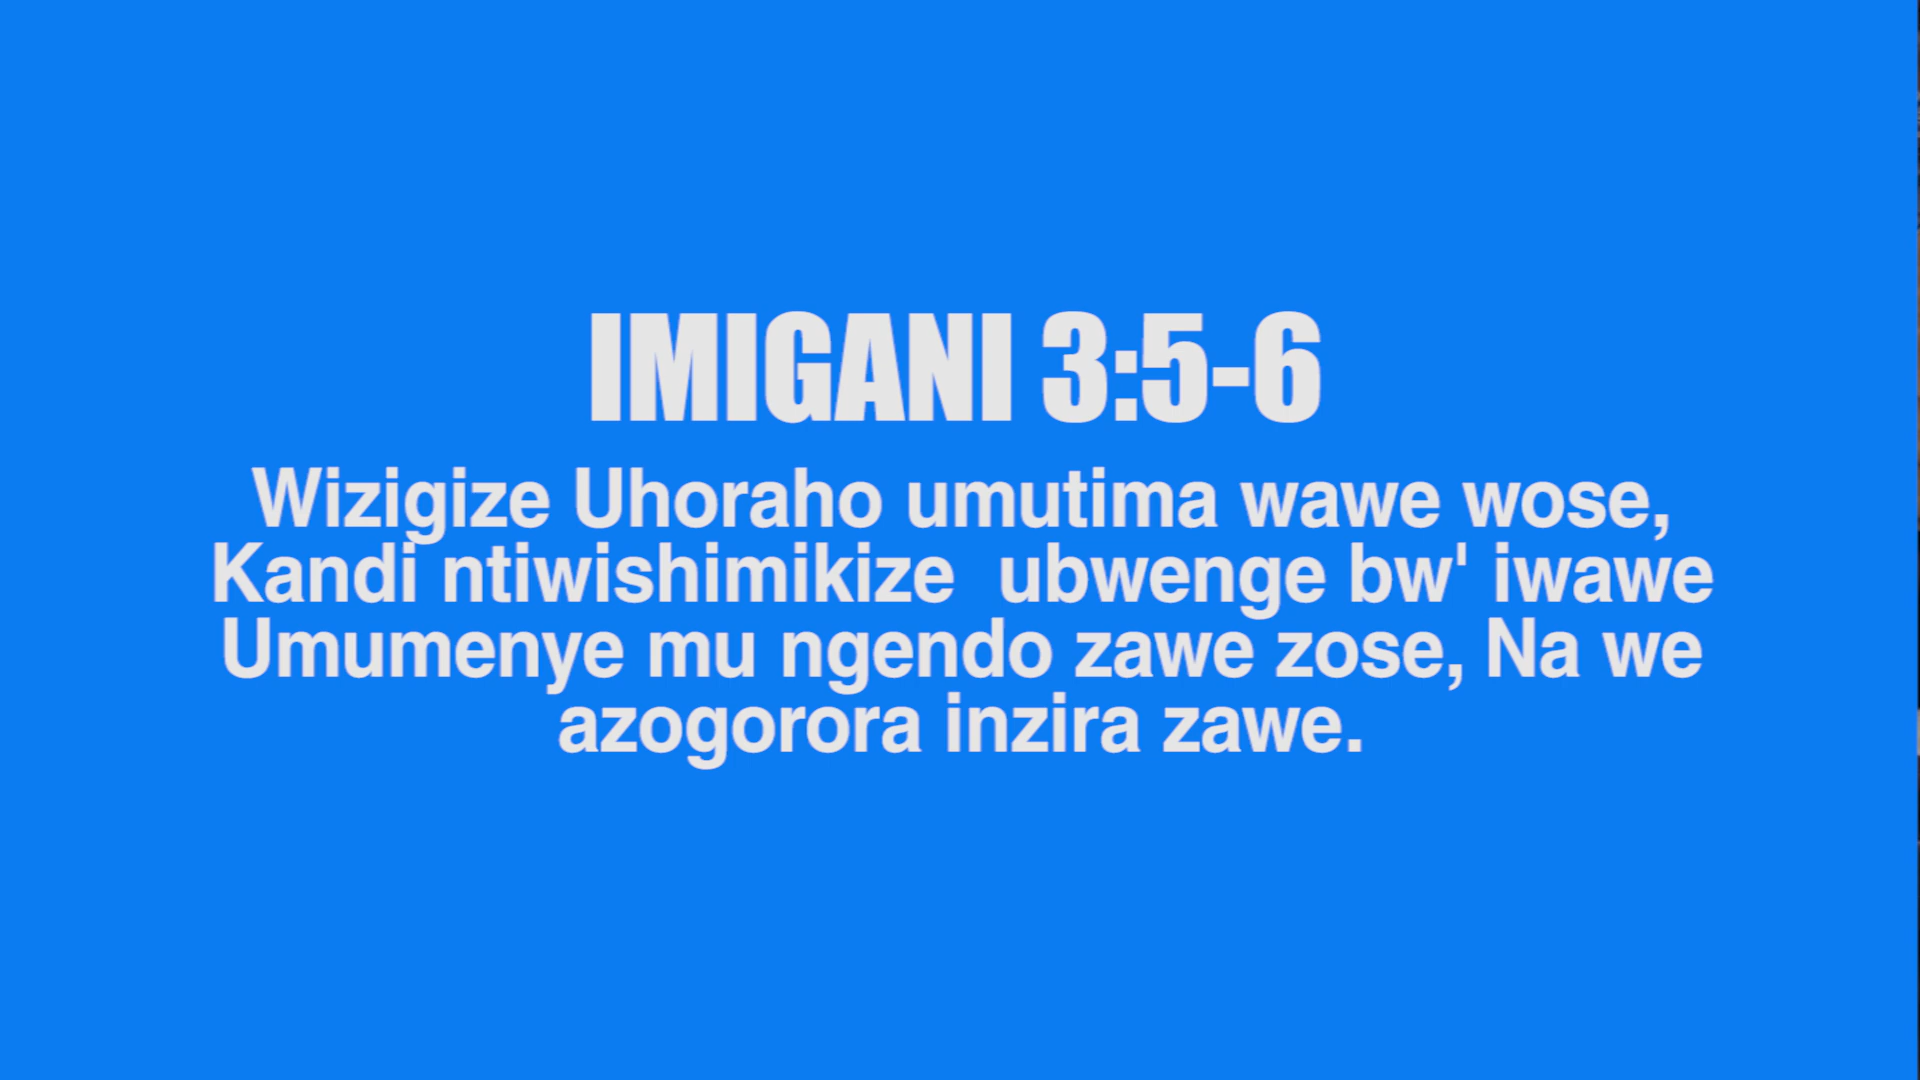 IMIGANI 3:5-6
Wizigize Uhoraho umutima wawe wose,
Kandi ntiwishimikize  ubwenge bw' iwawe
Umumenye mu ngendo zawe zose, Na we
azogorora inzira zawe.